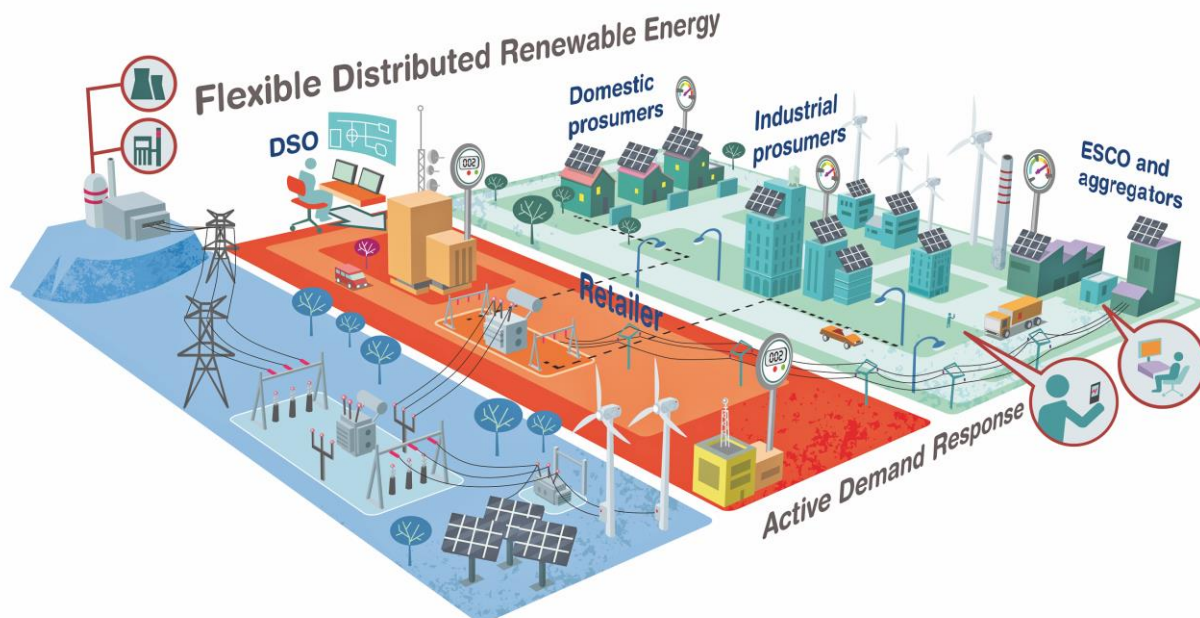 Flexible Distributed Renewable Energy
DSO
Domestic
prosumers
Industrial
prosumers
ESCO and
aggregators
Retailer
Active Demand Response